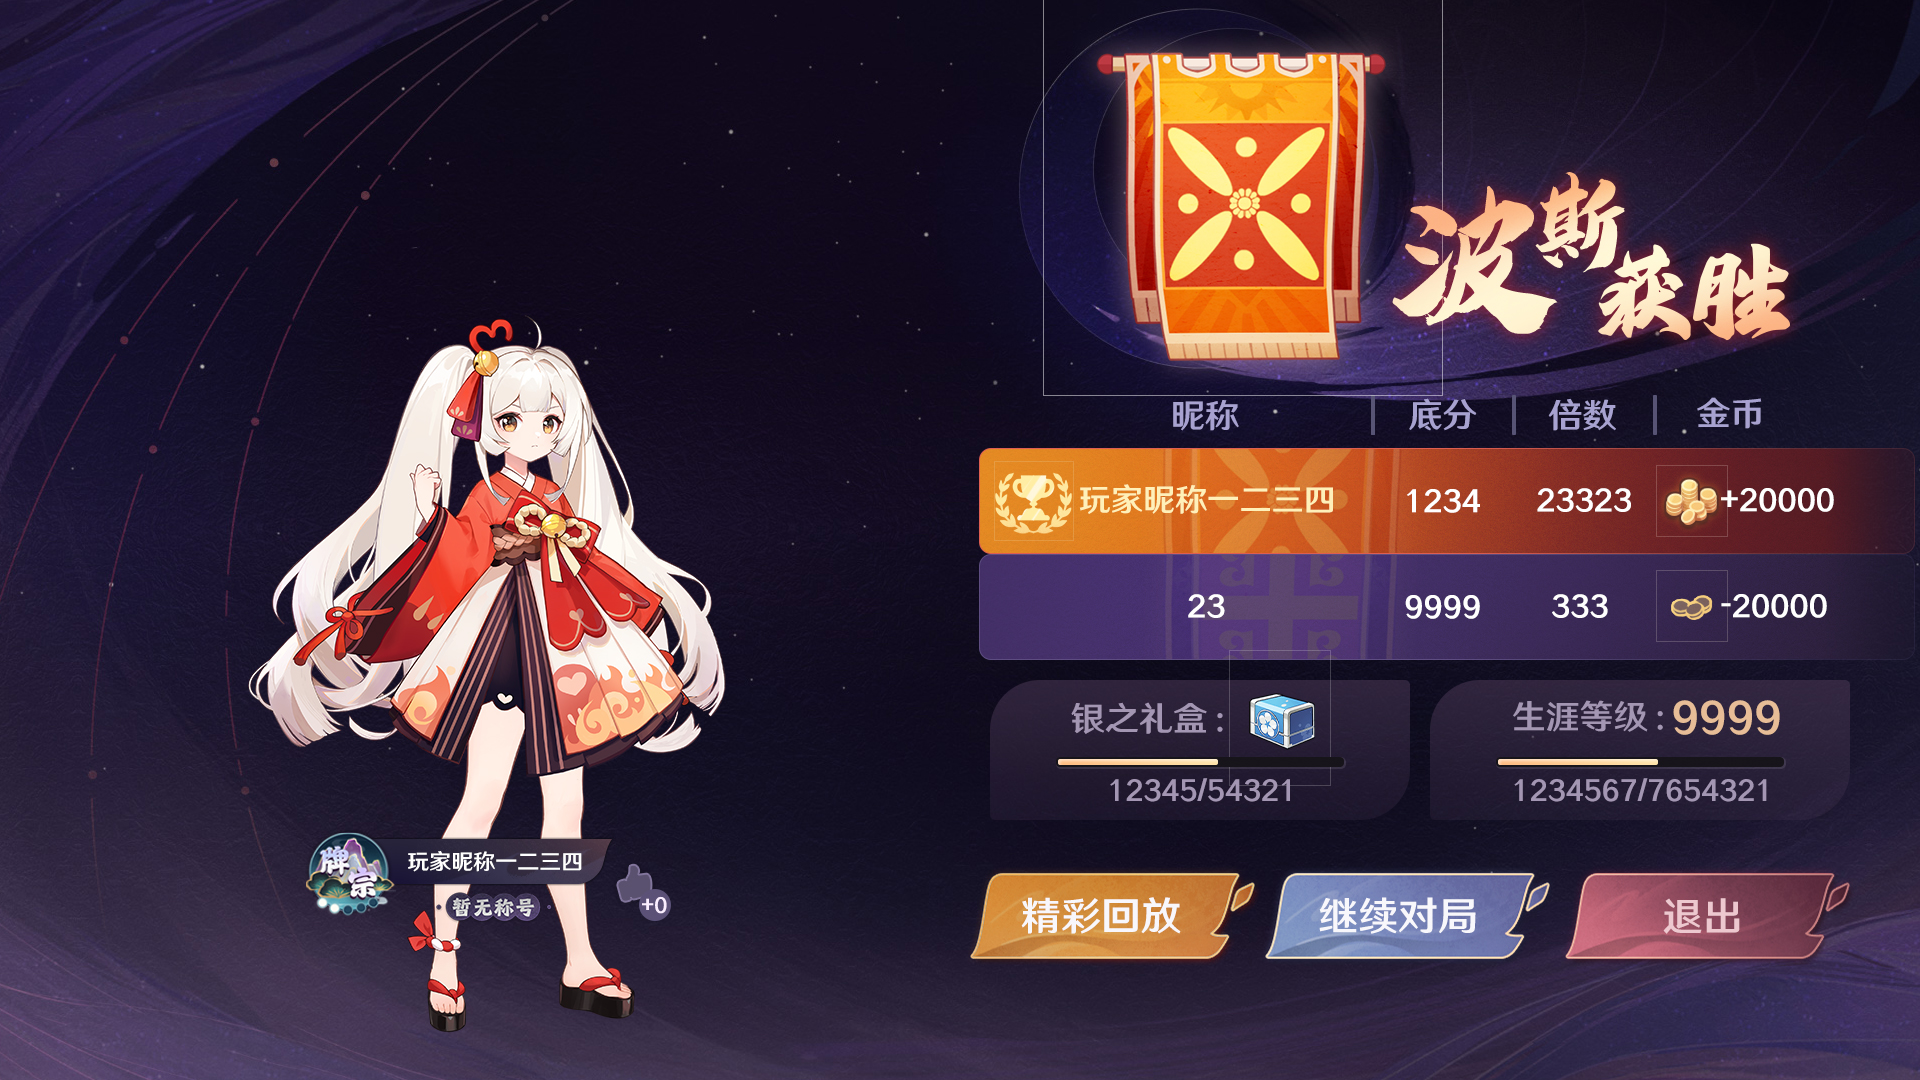 波斯获胜
昵称 底分 倍数 金币
玩家昵称一二三四 1234 23323 +20000
23 9999 333 -20000
银之礼盒: 生涯等级:9999
12345/54321 1234567/7654321
牌宗 玩家昵称一二三四
暂无称号 +0
精彩回放 继续对局 退出